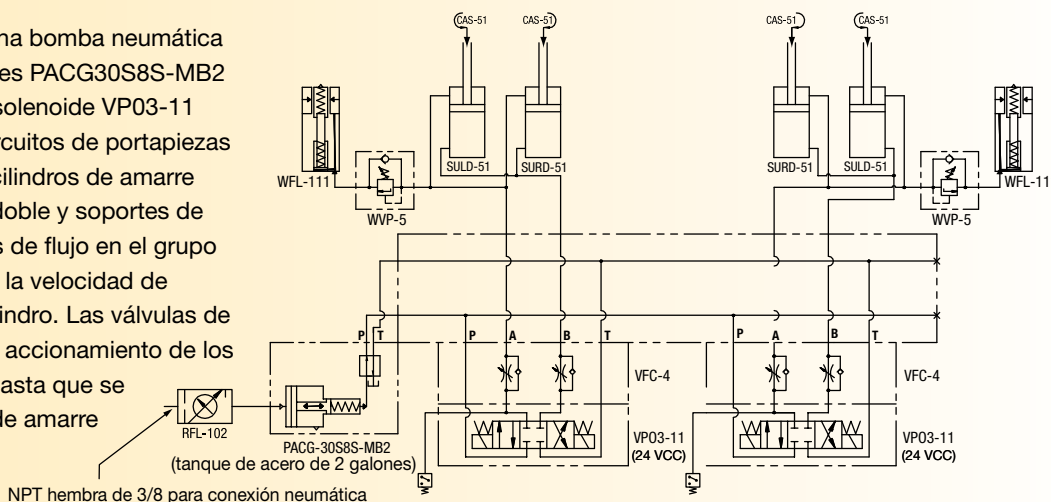 na bomba neumática
es PACG30S8S-MB2
solenoide VP03-11
rcuitos de portapiezas
cilindros de amarre
doble y soportes de
s de flujo en el grupo
la velocidad de
lindro. Las válvulas de
accionamiento de los
asta que se
de amarre
CAS-51
CAS-51
CAS-51
CAS-51
WFL-111
SULD-51
SURD-51
SURD-51
SULD-51
WFL-11
WVP-5
WVP-5
P T
P
A
B
T
P
A
B
T
VFC-4
VFC-4
RFL-102
VP03-11
(24 VCC)
VP03-11
(24 VCC)
PACG-30S8S-MB2
(tanque de acero de 2 galones)
NPT hembra de 3/8 para conexión neumática